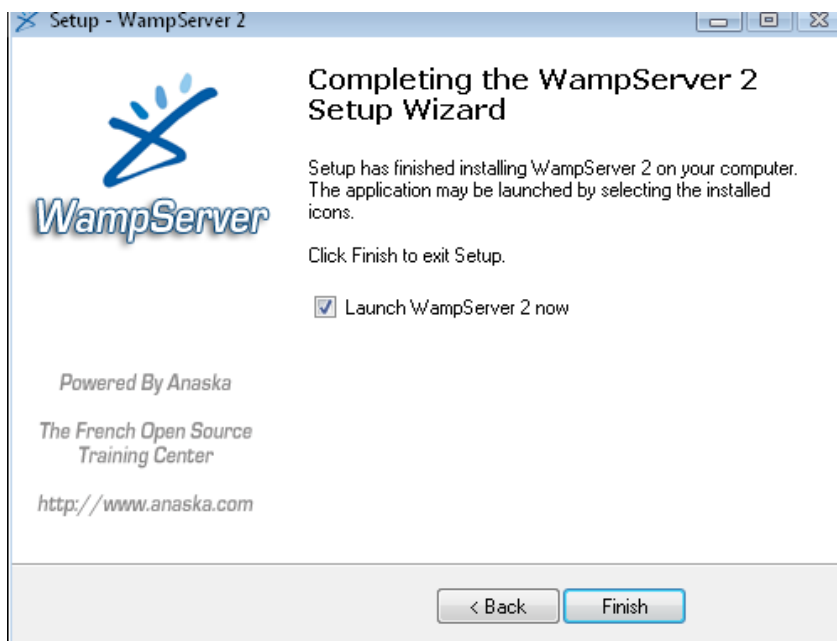 Setup - WampServer 2
WampServer
Completing the WampServer 2
Setup Wizard
Setup has finished installing WampServer 2 on your computer.
The application may be launched by selecting the installed
icons.
Click Finish to exit Setup.
Launch WampServer 2 now
Powered By Anaska
The French Open Source
Training Center
http://www.anaska.com
< Back
Finish